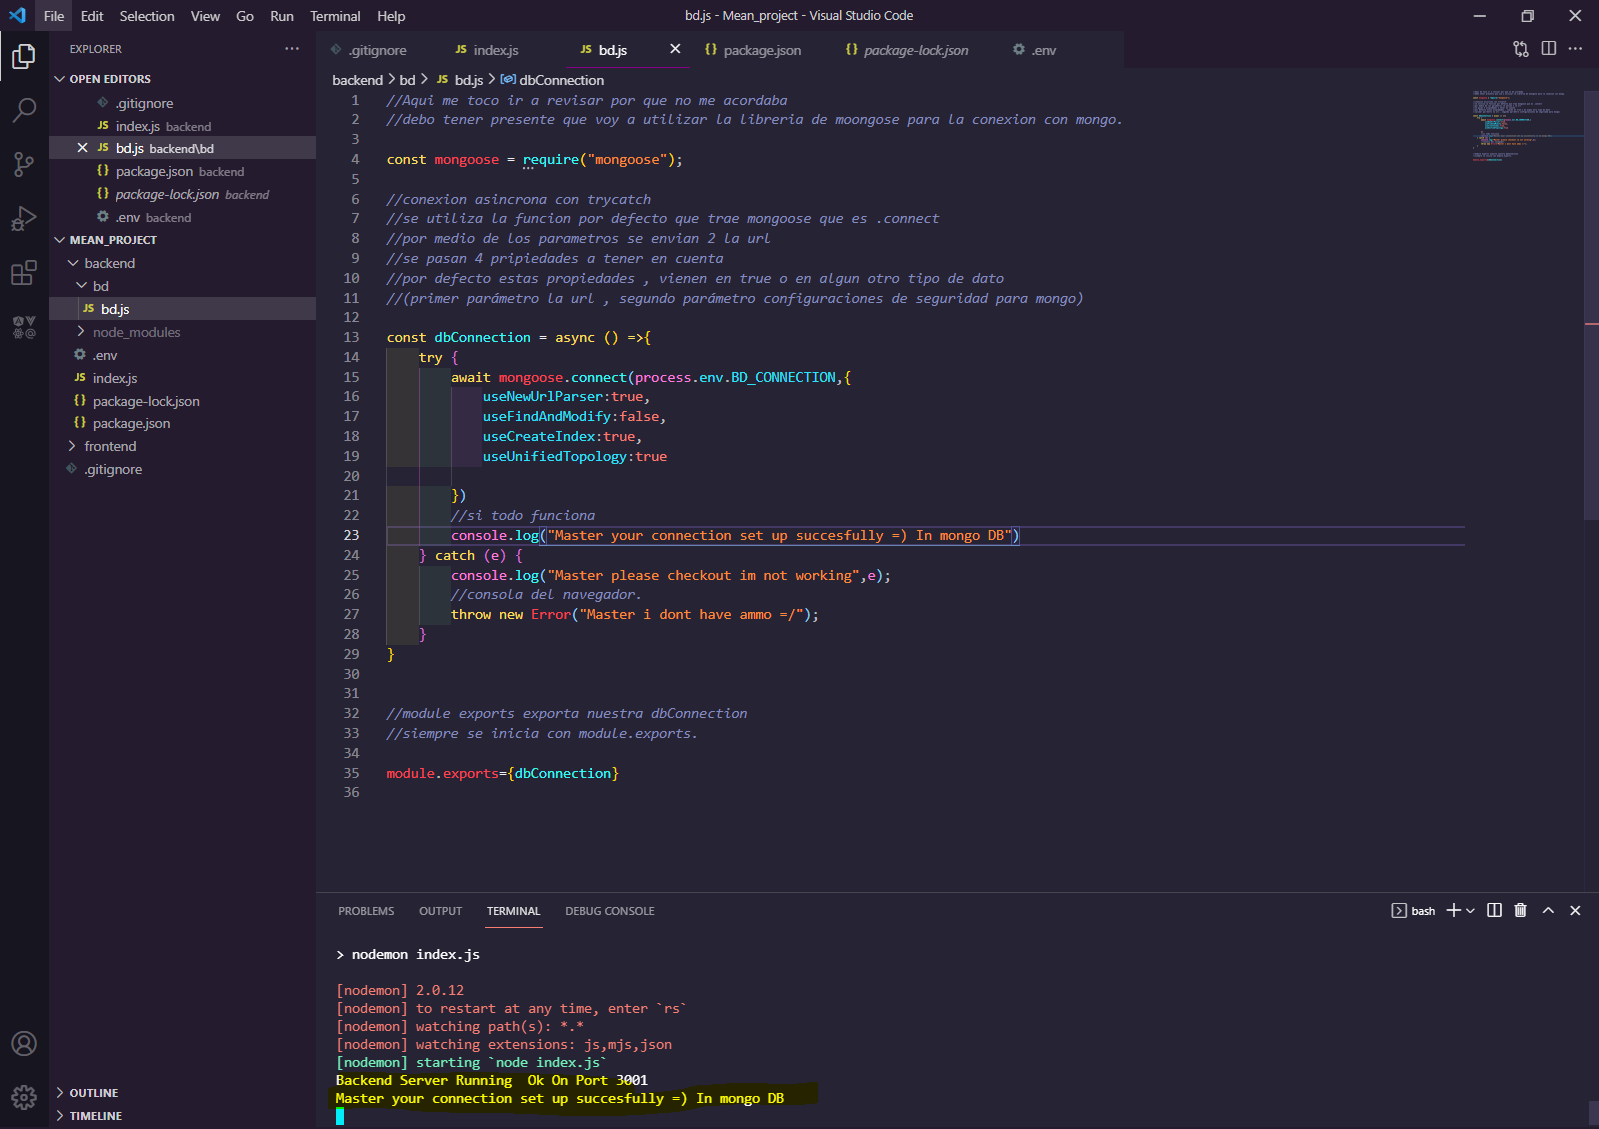 File Edit Selection View Go Run Terminal Help
bd.js - Mean_project - Visual Studio Code
EXPLORER
OPEN EDITORS
.gitignore
JS index.js backend
JS bd.js backend\bd
{} package.json backend
{} package-lock.json backend
.env backend
MEAN_PROJECT
backend
bd
JS bd.js
node_modules
.env
JS index.js
{} package-lock.json
{} package.json
frontend
.gitignore
OUTLINE
TIMELINE
.gitignore JS index.js JS bd.js {} package.json {} package-lock.json .env
backend > bd > JS bd.js > dbConnection
1 //Aqui me toco ir a revisar por que no me acordaba
2 //debo tener presente que voy a utilizar la libreria de moongose para la conexion con mongo.
3
4 const mongoose = require("mongoose");
5
6 //conexion asincrona con trycatch
7 //se utiliza la funcion por defecto que trae mongoose que es .connect
8 //por medio de los parametros se envian 2 la url
9 //se pasan 4 pripiedades a tener en cuenta
10 //por defecto estas propiedades , vienen en true o en algun otro tipo de dato
11 //(primer parámetro la url , segundo parámetro configuraciones de seguridad para mongo)
12
13 const dbConnection = async () =>{
14 try {
15 await mongoose.connect(process.env.BD_CONNECTION,{
16 useNewUrlParser:true,
17 useFindAndModify:false,
18 useCreateIndex:true,
19 useUnifiedTopology:true
20
21 })
22 //si todo funciona
23 console.log("Master your connection set up succesfully =) In mongo DB")
24 } catch (e) {
25 console.log("Master please checkout im not working",e);
26 //consola del navegador.
27 throw new Error("Master i dont have ammo =/");
28 }
29 }
30
31
32 //module exports exporta nuestra dbConnection
33 //siempre se inicia con module.exports.
34
35 module.exports={dbConnection}
36
PROBLEMS OUTPUT TERMINAL DEBUG CONSOLE
bash
> nodemon index.js
[nodemon] 2.0.12
[nodemon] to restart at any time, enter `rs`
[nodemon] watching path(s): *.*
[nodemon] watching extensions: js,mjs,json
[nodemon] starting `node index.js`
Backend Server Running  Ok On Port 3001
Master your connection set up succesfully =) In mongo DB